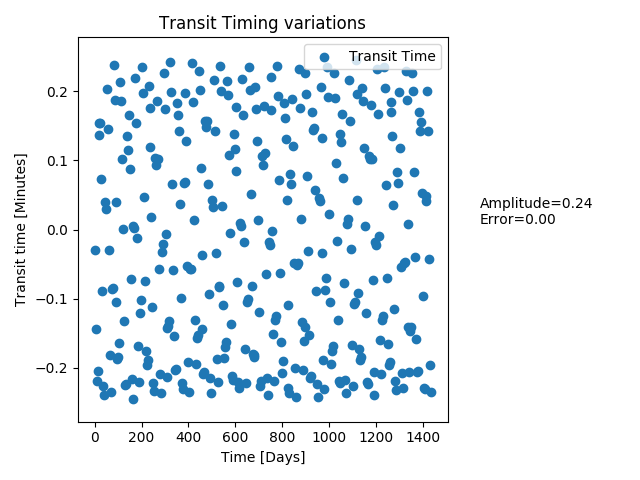 Transit Timing variations
Transit Time
Transit time [Minutes]
0.2
0.1
0.0
−0.1
−0.2
0 200 400 600 800 1000 1200 1400
Time [Days]
Amplitude=0.24
Error=0.00